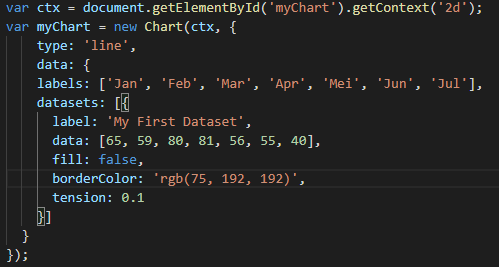 var ctx = document.getElementById('myChart').getContext('2d');
var myChart = new Chart(ctx, {
    type: 'line',
    data: {
    labels: ['Jan', 'Feb', 'Mar', 'Apr', 'Mei', 'Jun', 'Jul'],
    datasets: [{
      label: 'My First Dataset',
      data: [65, 59, 80, 81, 56, 55, 40],
      fill: false,
      borderColor: 'rgb(75, 192, 192)',
      tension: 0.1
    }]
  }
});